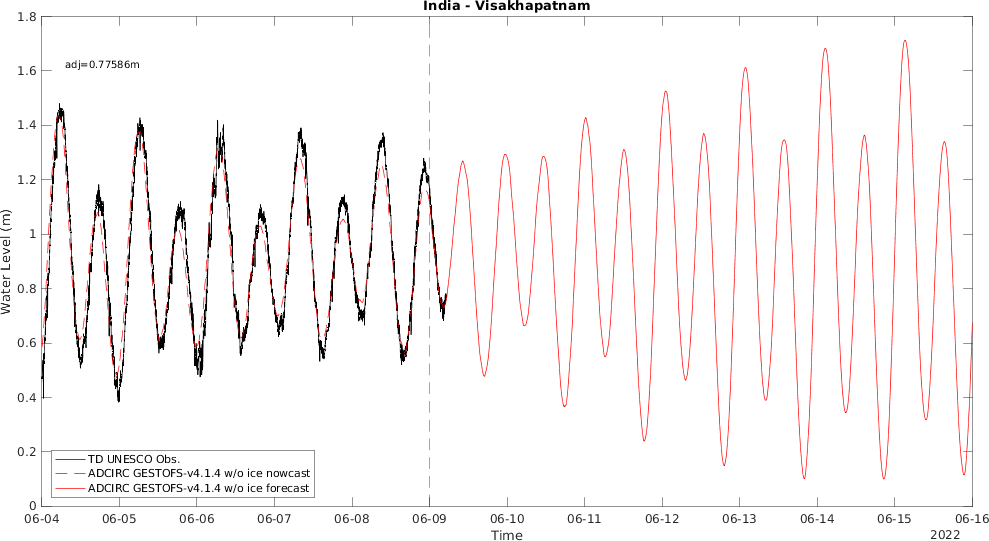 India - Visakhapatnam
1.8
1.6
1.4
1.2
1
0.8
0.6
0.4
0.2
0
Water Level (m)
adj=0.77586m
TD UNESCO Obs.
ADCIRC GESTOFS-v4.1.4 w/o ice nowcast
ADCIRC GESTOFS-v4.1.4 w/o ice forecast
06-04 06-05 06-06 06-07 06-08 06-09 06-10 06-11 06-12 06-13 06-14 06-15 06-16
Time
2022